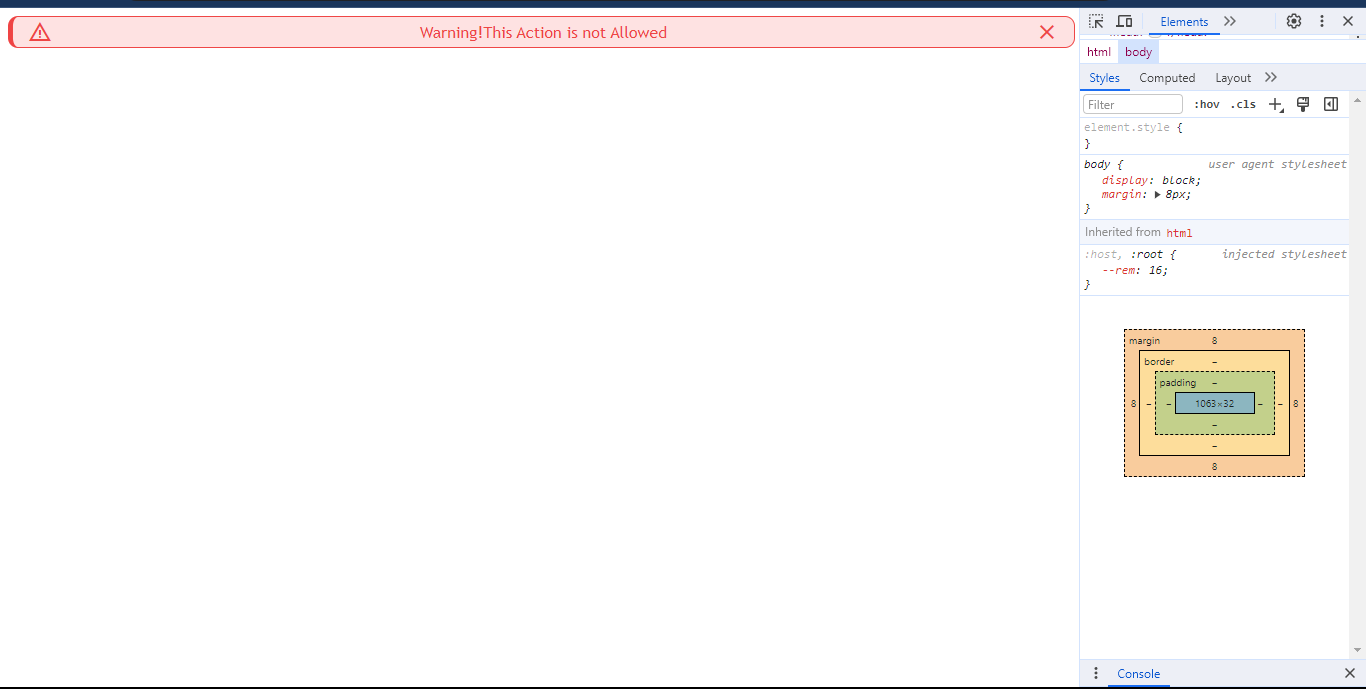 Warning!This Action is not Allowed
Elements
html body
Styles Computed Layout
Filter :hov .cls
element.style {
}
body { user agent stylesheet
display: block;
margin: 8px;
}
Inherited from html
:host, :root { injected stylesheet
--rem: 16;
}
margin 8
border -
padding -
8 - - 1063×32 - - 8
-
-
8
Console